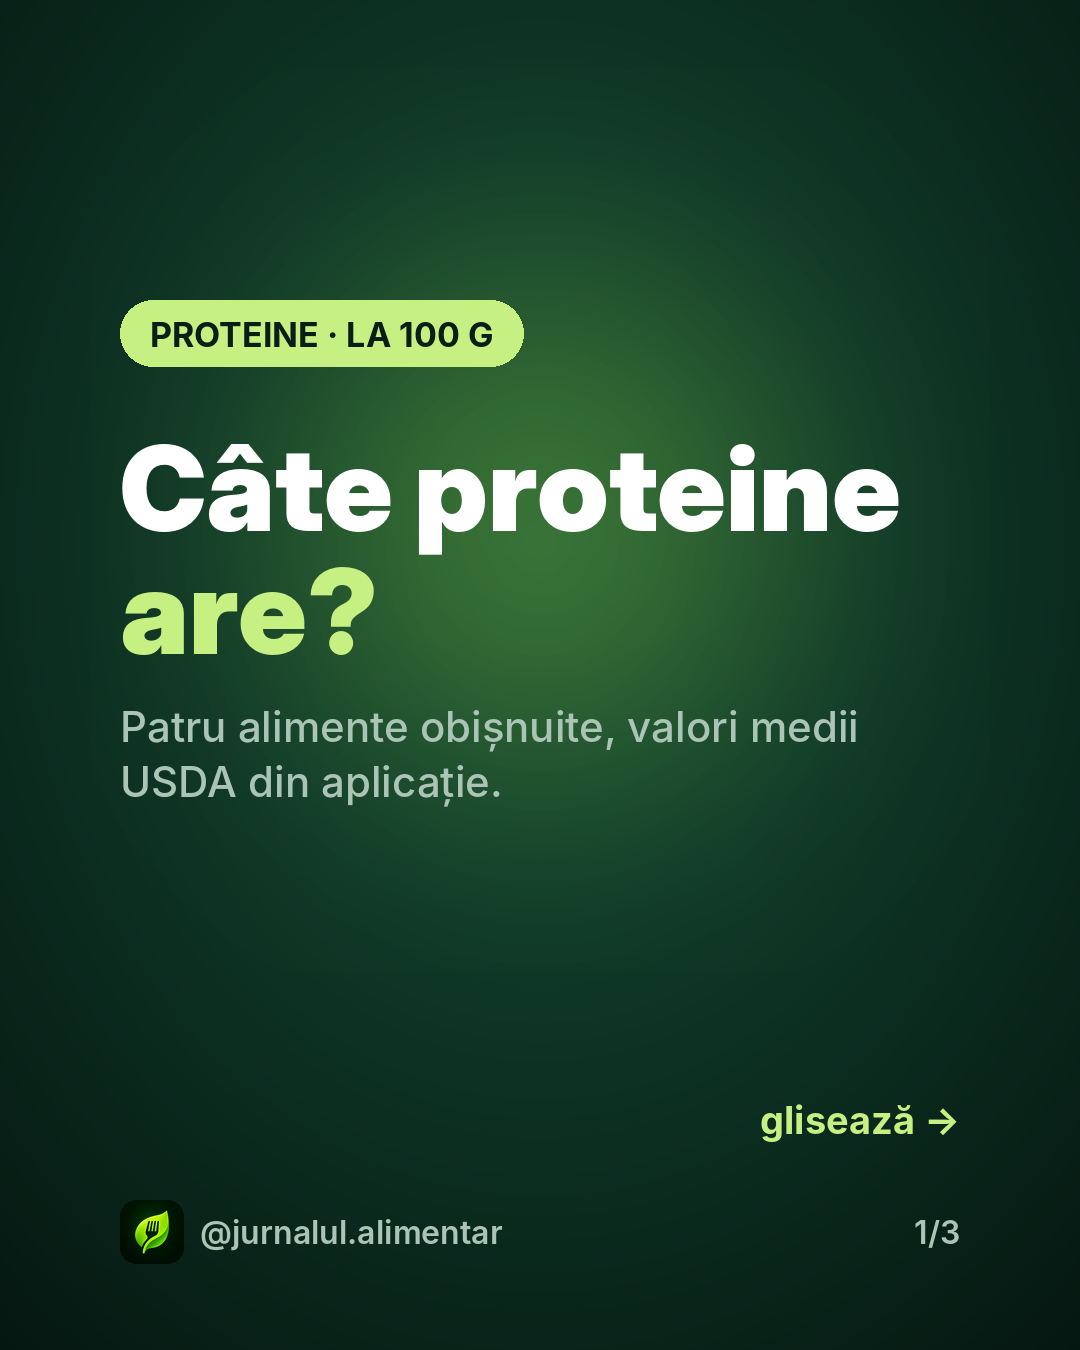 PROTEINE · LA 100 G
Câte proteine
are?
Patru alimente obișnuite, valori medii
USDA din aplicație.
glisează →
@jurnalul.alimentar
1/3